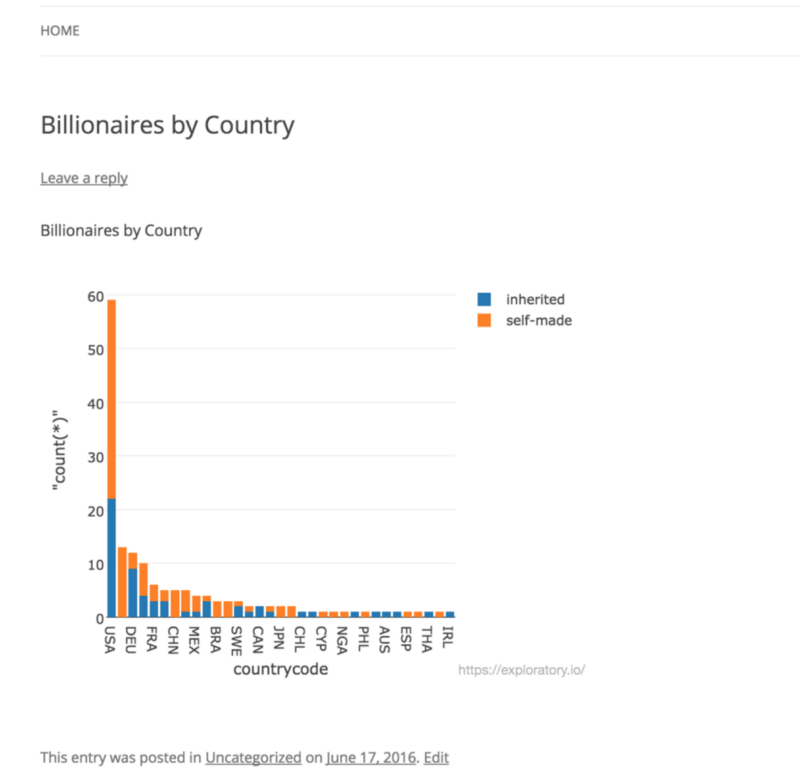 HOME
Billionaires by Country
Leave a reply
Billionaires by Country
inherited
self-made
60
50
40
30
20
10
0
"count(*)"
USA DEU FRA CHN MEX BRA SWE CAN JPN CHL CYP NGA PHL AUS ESP THA IRL
countrycode
https://exploratory.io/
This entry was posted in Uncategorized on June 17, 2016. Edit